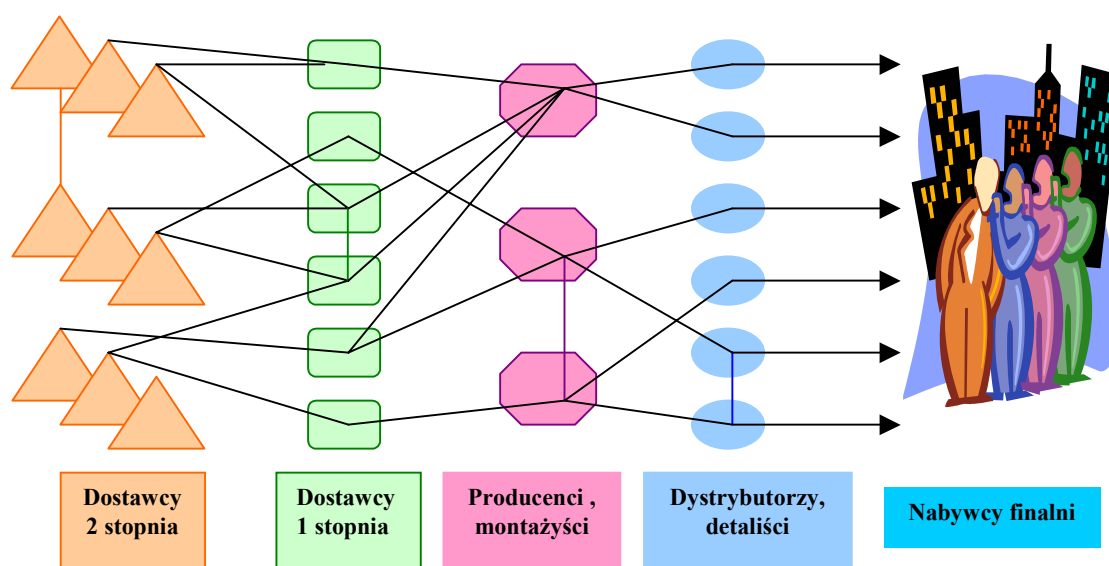 Dostawcy
2 stopnia
Dostawcy
1 stopnia
Producenci ,
montażyści
Dystrybutorzy,
detaliści
Nabywcy finalni